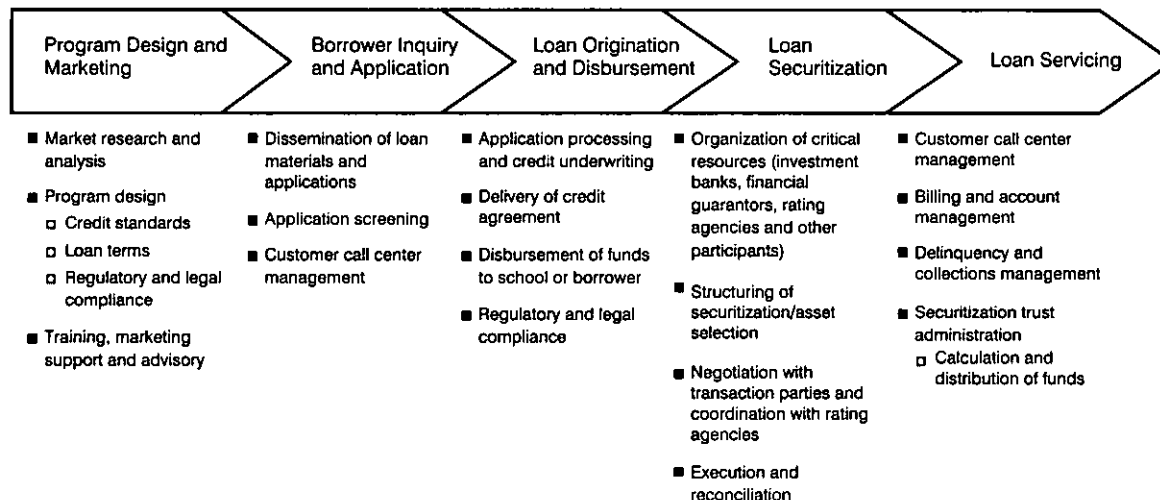 Program Design and
Marketing
Borrower Inquiry
and Application
Loan Origination
and Disbursement
Loan
Securitization
Loan Servicing
■ Market research and
analysis
■ Program design
□ Credit standards
□ Loan terms
□ Regulatory and legal
compliance
■ Training, marketing
support and advisory
■ Dissemination of loan
materials and
applications
■ Application screening
■ Customer call center
management
■ Application processing
and credit underwriting
■ Delivery of credit
agreement
■ Disbursement of funds
to school or borrower
■ Regulatory and legal
compliance
■ Organization of critical
resources (investment
banks, financial
guarantors, rating
agencies and other
participants)
■ Structuring of
securitization/asset
selection
■ Negotiation with
transaction parties and
coordination with rating
agencies
■ Execution and
reconciliation
■ Customer call center
management
■ Billing and account
management
■ Delinquency and
collections management
■ Securitization trust
administration
□ Calculation and
distribution of funds